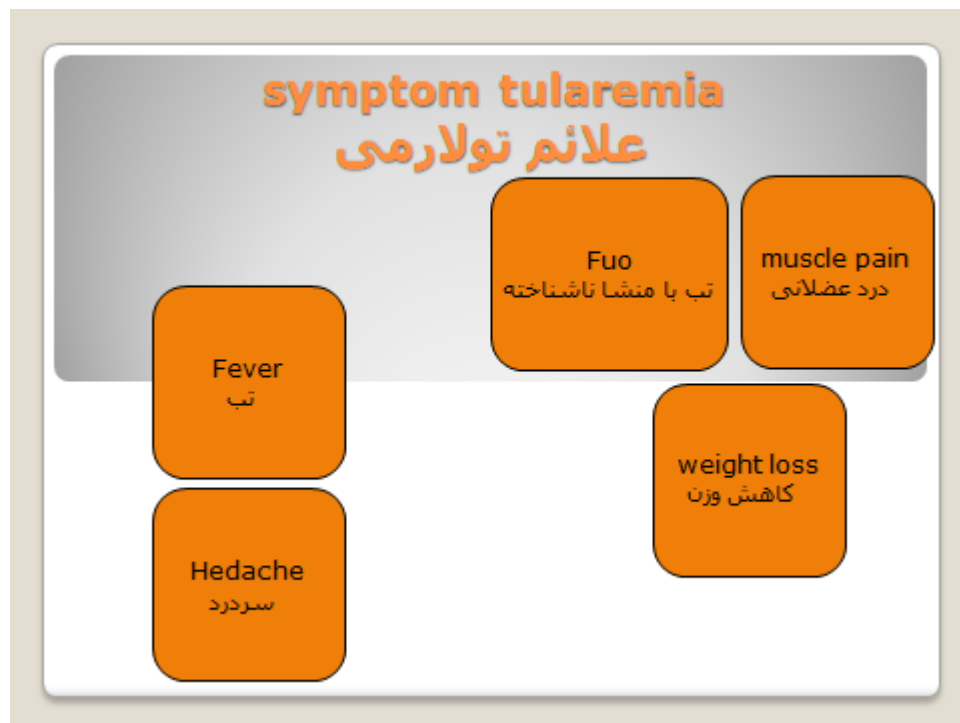 symptom tularemia
علائم تولارمی
Fuo
تب با منشا ناشناخته
muscle pain
درد عضلانی
Fever
تب
weight loss
کاهش وزن
Hedache
سردرد